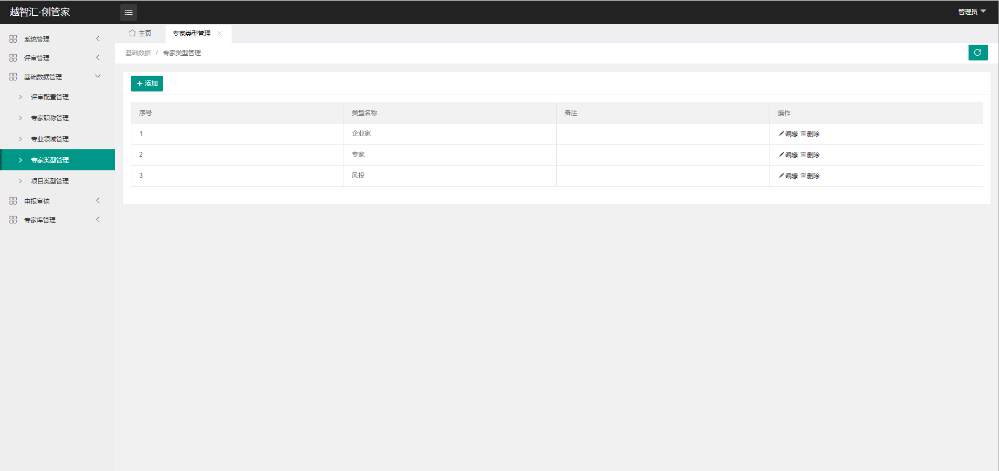 越智汇·创管家
管理员
系统管理
评审管理
基础数据管理
评审配置管理
专家职称管理
专业领域管理
专家类型管理
项目类型管理
申报审核
专家库管理
主页
专家类型管理
基础数据 / 专家类型管理
添加
序号 类型名称 备注 操作
1 企业家 编辑 删除
2 专家 编辑 删除
3 风投 编辑 删除